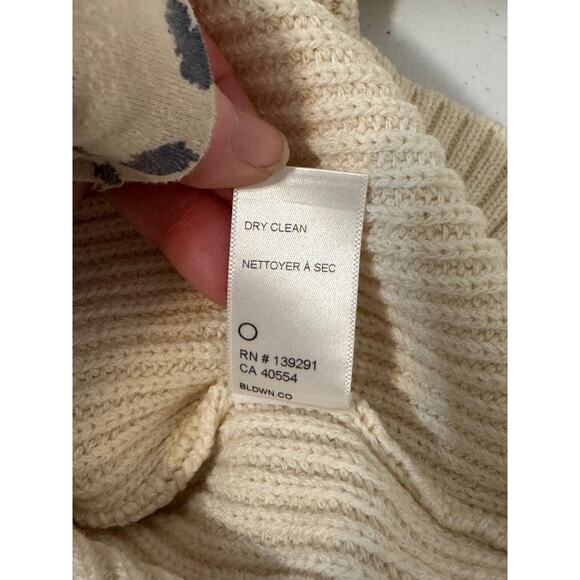 DRY CLEAN
NETTOYER À SEC
RN # 139291
CA 40554
BLDWN.CO